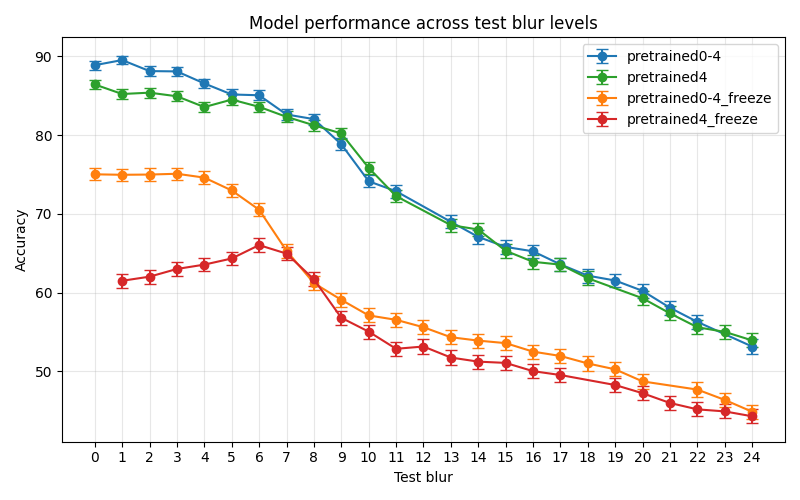 Model performance across test blur levels
pretrained0-4
pretrained4
pretrained0-4_freeze
pretrained4_freeze
Accuracy
90
80
70
60
50
0 1 2 3 4 5 6 7 8 9 10 11 12 13 14 15 16 17 18 19 20 21 22 23 24
Test blur